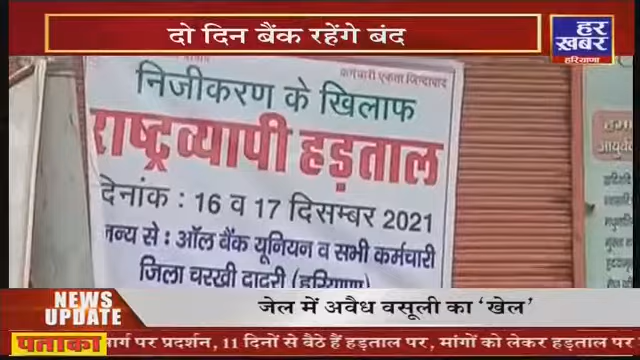 दो दिन बैंक रहेंगे बंद
हर
ख़बर
हरियाणा
कर्मचारी एकता जिन्दाबाद
निजीकरण के खिलाफ
राष्ट्रव्यापी हड़ताल
दिनांक : 16 व 17 दिसम्बर 2021
जन्य से : ऑल बैंक यूनियन व सभी कर्मचारी
जिला चरखी दादरी (हरियाणा)
NEWS
UPDATE
जेल में अवैध वसूली का ‘खेल’
पताका
मार्ग पर प्रदर्शन, 11 दिनों से बैठे हैं हड़ताल पर, मांगों को लेकर हड़ताल पर